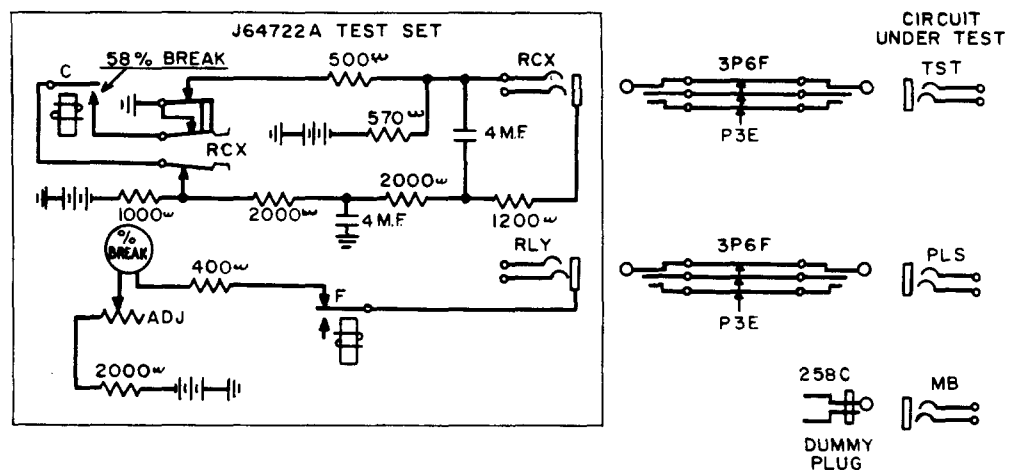 J64722A TEST SET
CIRCUIT
UNDER TEST
C
58% BREAK
500ω
RCX
3P6F
TST
570ω
4 M.F.
P3E
RCX
1000ω
2000ω
4 M.F.
2000ω
1200ω
%
BREAK
400ω
RLY
3P6F
PLS
F
ADJ
P3E
2000ω
258C
MB
DUMMY
PLUG